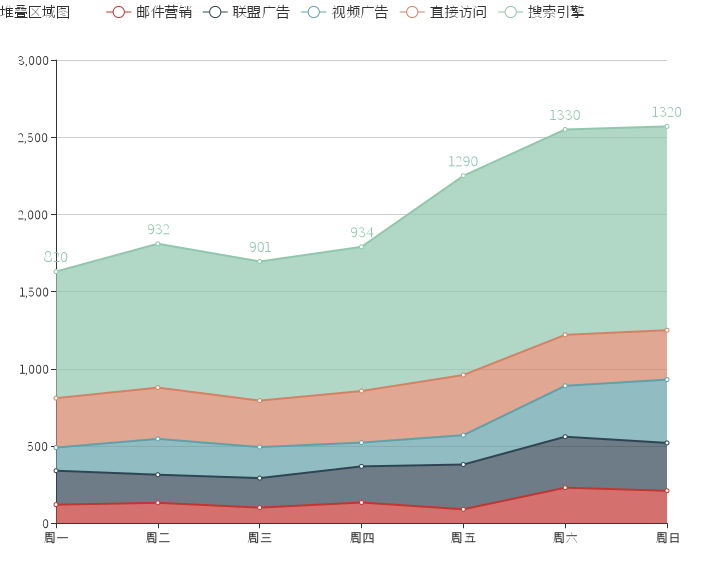 堆叠区域图 邮件营销 联盟广告 视频广告 直接访问 搜索引擎
3,000
2,500
2,000
1,500
1,000
500
0
820 932 901 934 1290 1330 1320
周一 周二 周三 周四 周五 周六 周日